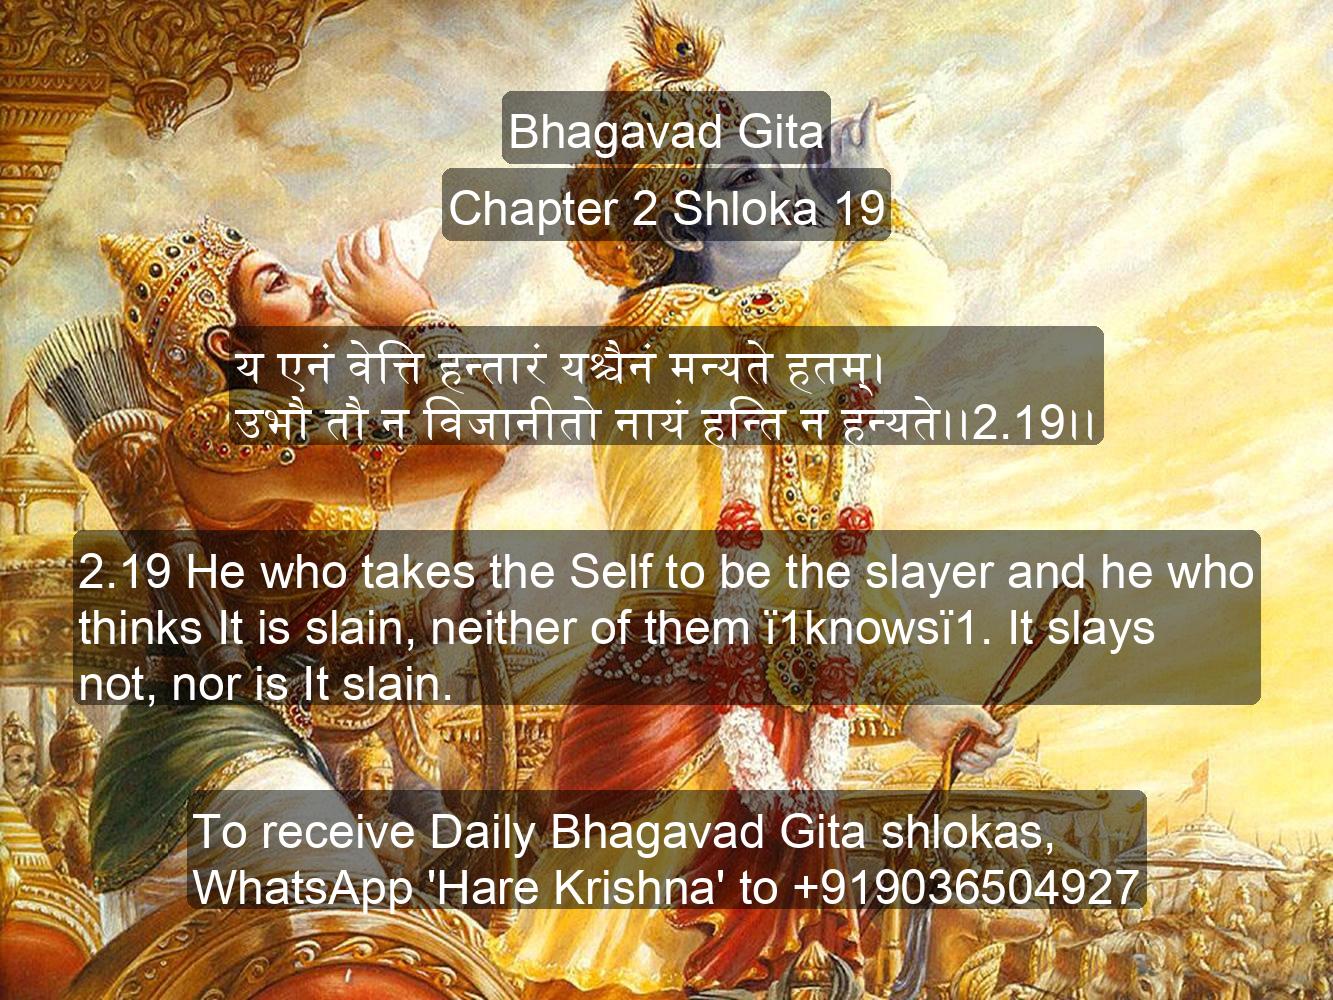 Bhagavad Gita
Chapter 2 Shloka 19
य एनं वेत्ति हन्तारं यश्चैनं मन्यते हतम्।
उभौ तौ न विजानीतो नायं हन्ति न हन्यते।।2.19।।
2.19 He who takes the Self to be the slayer and he who
thinks It is slain, neither of them ï1knowsï1. It slays
not, nor is It slain.
To receive Daily Bhagavad Gita shlokas,
WhatsApp 'Hare Krishna' to +919036504927